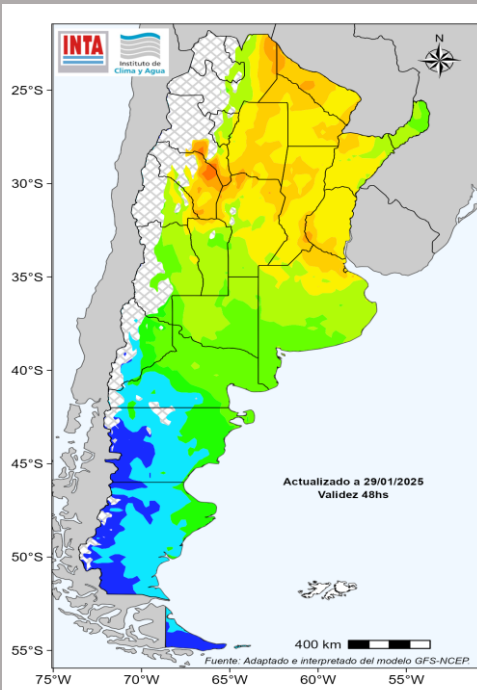 INTA
Instituto de
Clima y Agua
N
25°S
30°S
35°S
40°S
45°S
50°S
55°S
Actualizado a 29/01/2025
Validez 48hs
400 km
Fuente: Adaptado e interpretado del modelo GFS-NCEP.
75°W
70°W
65°W
60°W
55°W